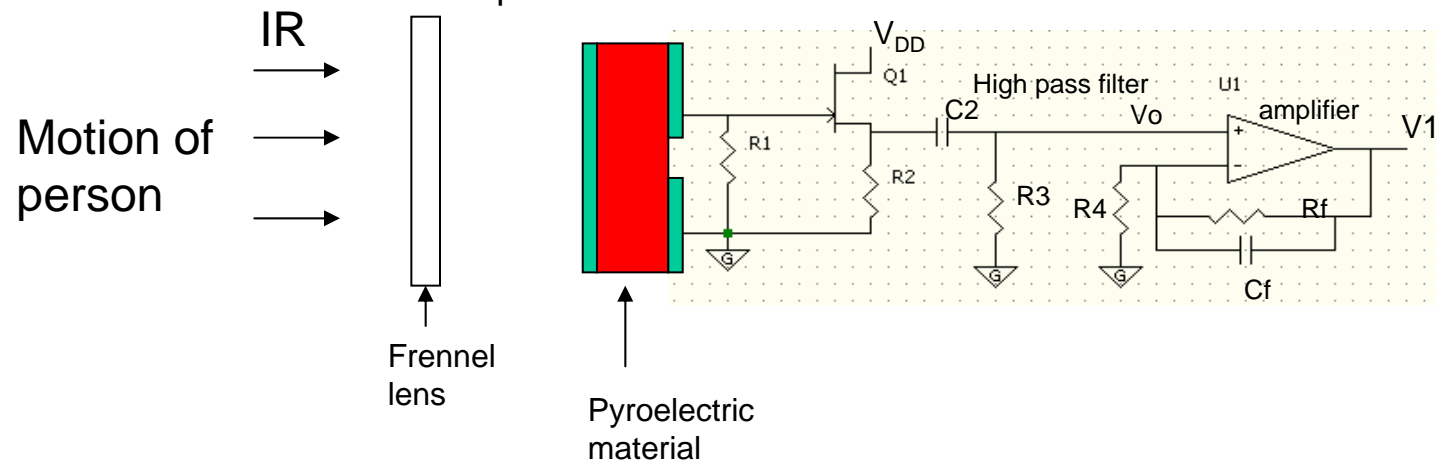 IR
Motion of
person
Frennel
lens
Pyroelectric
material
VDD
Q1
R1
R2
High pass filter
C2
Vo
R3
R4
U1
amplifier
+
-
V1
Rf
Cf
G
G
G